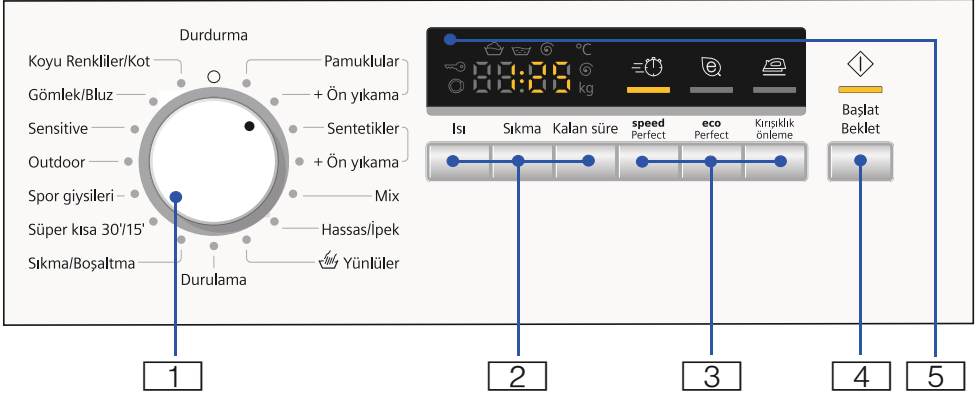 Durdurma
Koyu Renkliler/Kot
Gömlek/Bluz
Sensitive
Outdoor
Spor giysileri
Süper kısa 30'/15'
Sıkma/Boşaltma
Durulama
Pamuklular
+ Ön yıkama
Sentetikler
+ Ön yıkama
Mix
Hassas/İpek
Yünlüler
°C
1:25
kg
Isı
Sıkma
Kalan süre
speed
Perfect
eco
Perfect
Kırışıklık
önleme
Başlat
Beklet
1
2
3
4
5